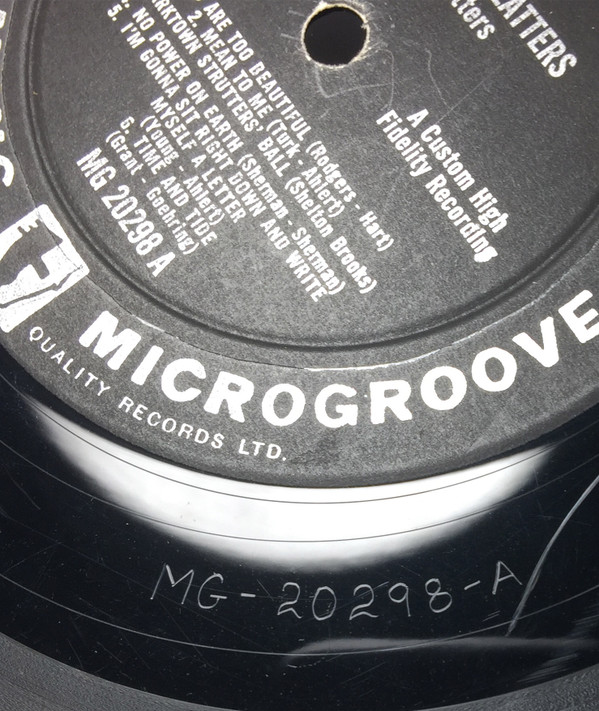 LATTERS
tters
A Custom High
Fidelity Recording
ARE TOO BEAUTIFUL (Rodgers - Hart)
2. MEAN TO ME (Turk - Ahlert)
RKTOWN STRUTTERS' BALL (Shelton Brooks)
NO POWER ON EARTH (Sherman - Sherman)
5. I'M GONNA SIT RIGHT DOWN AND WRITE
MYSELF A LETTER
(Young - Ahlert)
6. TIME AND TIDE
(Grant - Goehring)
MG 20298 A
MICROGROOVE
QUALITY RECORDS LTD.
MG-20298-A